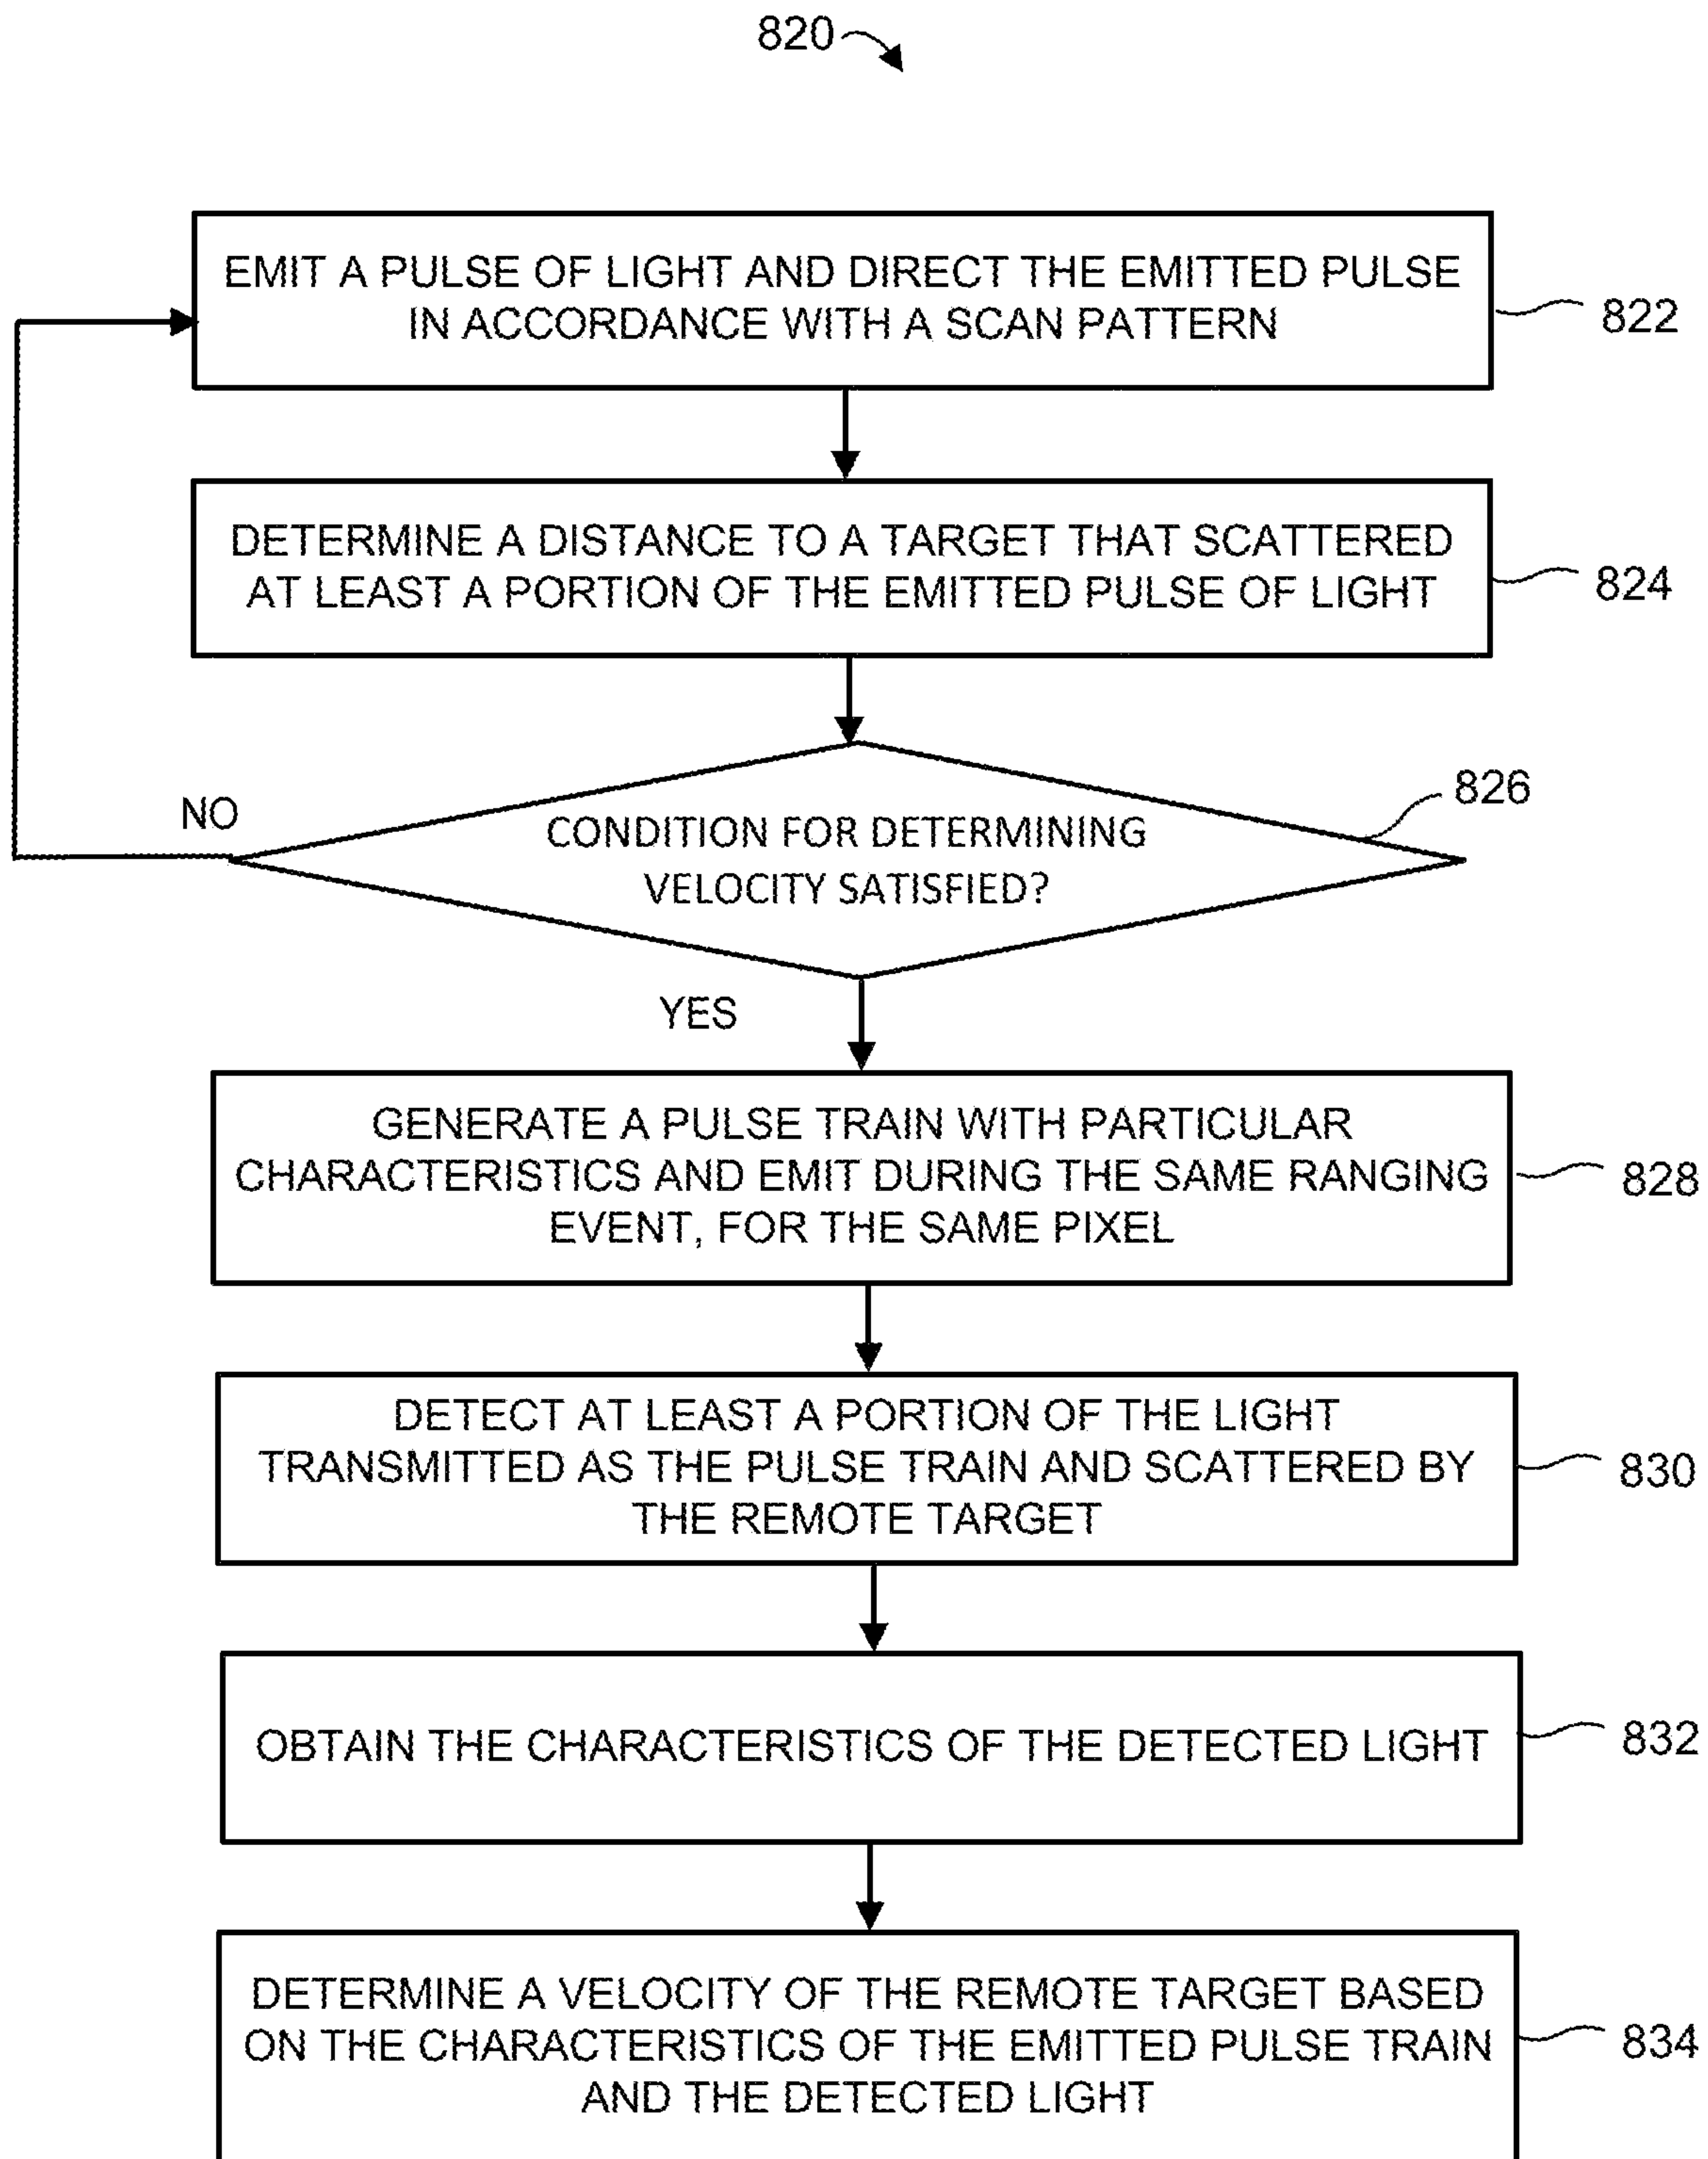 820
EMIT A PULSE OF LIGHT AND DIRECT THE EMITTED PULSE
IN ACCORDANCE WITH A SCAN PATTERN
822
DETERMINE A DISTANCE TO A TARGET THAT SCATTERED
AT LEAST A PORTION OF THE EMITTED PULSE OF LIGHT
824
NO
CONDITION FOR DETERMINING
VELOCITY SATISFIED?
826
YES
GENERATE A PULSE TRAIN WITH PARTICULAR
CHARACTERISTICS AND EMIT DURING THE SAME RANGING
EVENT, FOR THE SAME PIXEL
828
DETECT AT LEAST A PORTION OF THE LIGHT
TRANSMITTED AS THE PULSE TRAIN AND SCATTERED BY
THE REMOTE TARGET
830
OBTAIN THE CHARACTERISTICS OF THE DETECTED LIGHT
832
DETERMINE A VELOCITY OF THE REMOTE TARGET BASED
ON THE CHARACTERISTICS OF THE EMITTED PULSE TRAIN
AND THE DETECTED LIGHT
834